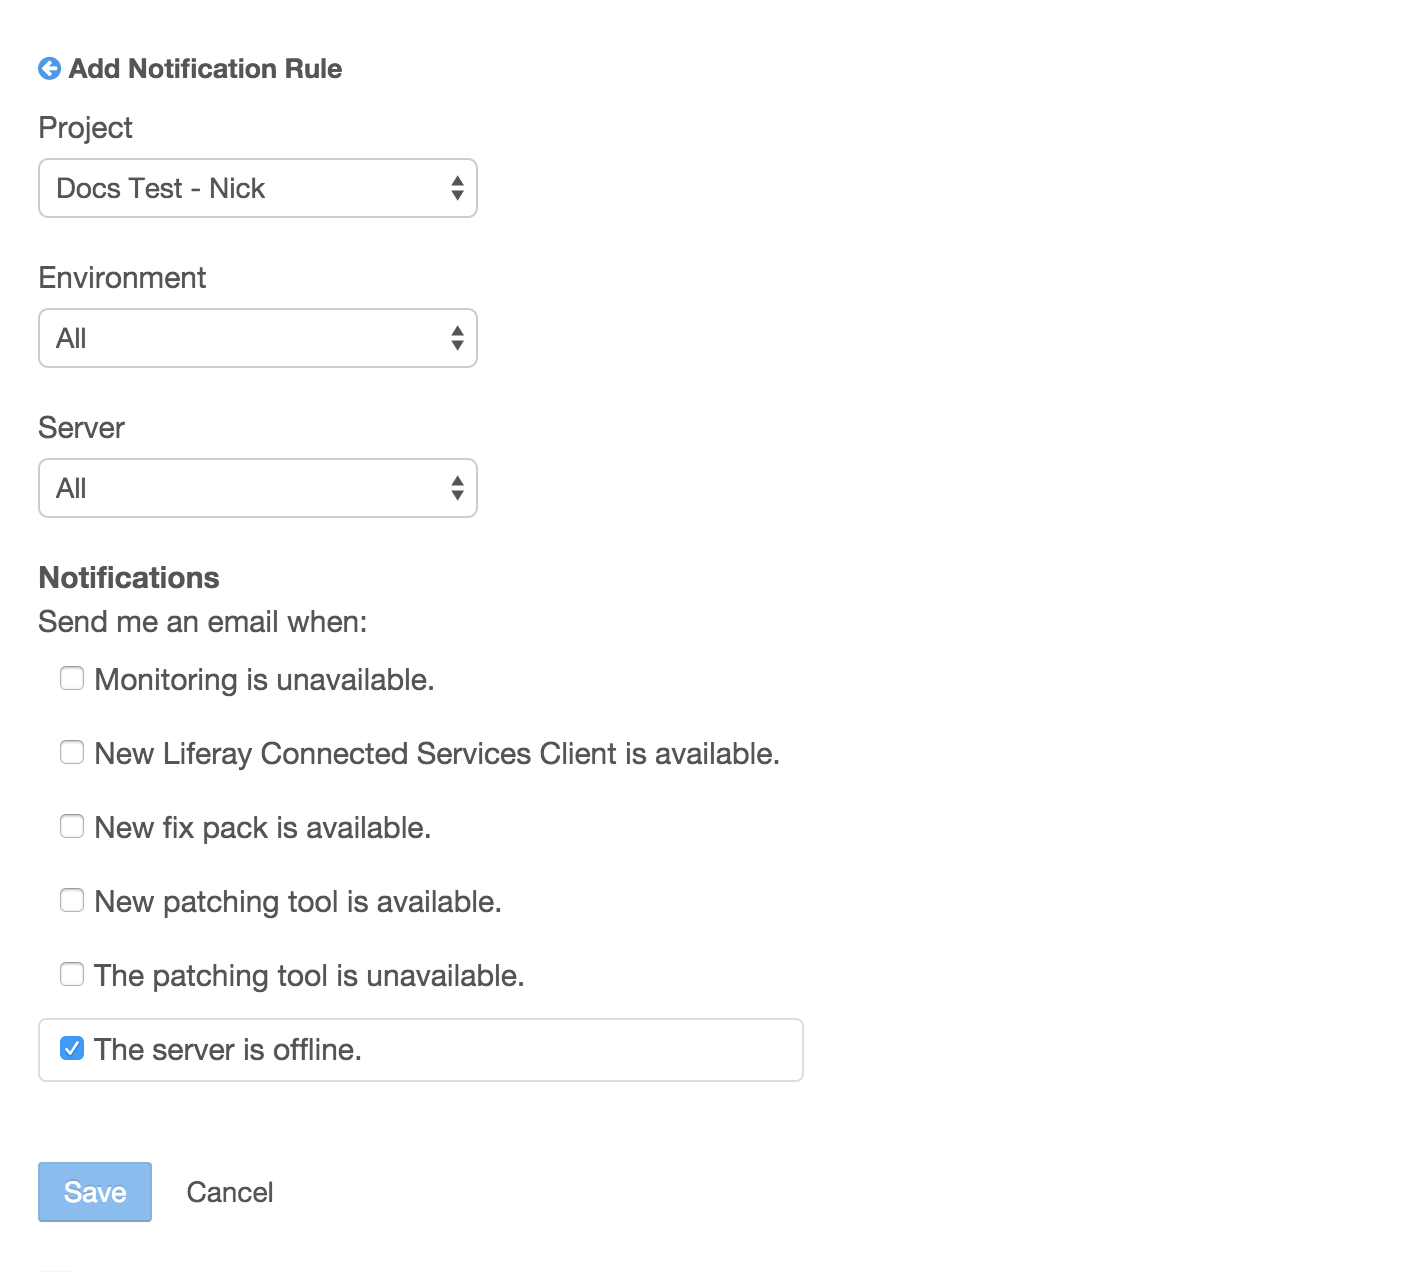 Add Notification Rule
Project
Docs Test - Nick
Environment
All
Server
All
Notifications
Send me an email when:
Monitoring is unavailable.
New Liferay Connected Services Client is available.
New fix pack is available.
New patching tool is available.
The patching tool is unavailable.
The server is offline.
Save Cancel